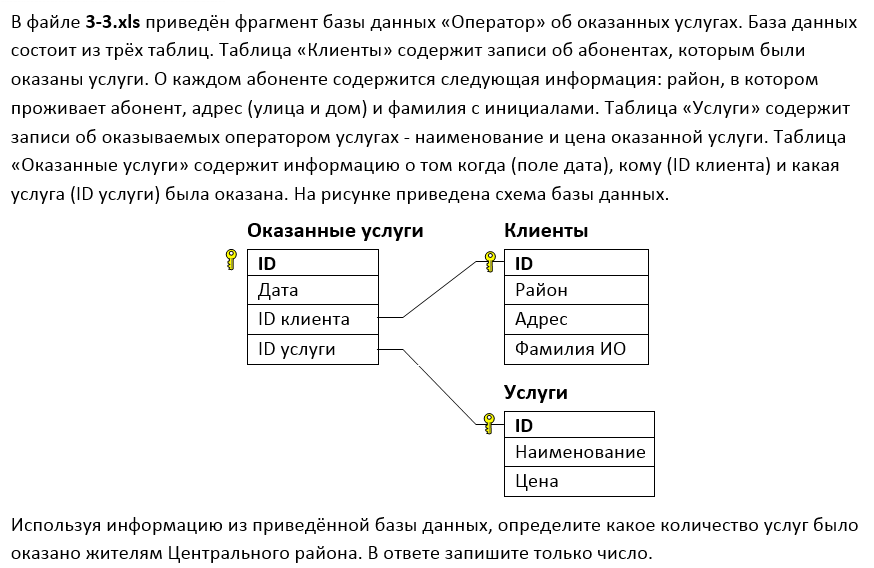 В файле 3-3.xls приведён фрагмент базы данных «Оператор» об оказанных услугах. База данных
состоит из трёх таблиц. Таблица «Клиенты» содержит записи об абонентах, которым были
оказаны услуги. О каждом абоненте содержится следующая информация: район, в котором
проживает абонент, адрес (улица и дом) и фамилия с инициалами. Таблица «Услуги» содержит
записи об оказываемых оператором услугах - наименование и цена оказанной услуги. Таблица
«Оказанные услуги» содержит информацию о том когда (поле дата), кому (ID клиента) и какая
услуга (ID услуги) была оказана. На рисунке приведена схема базы данных.
Оказанные услуги
ID
Дата
ID клиента
ID услуги
Клиенты
ID
Район
Адрес
Фамилия ИО
Услуги
ID
Наименование
Цена
Используя информацию из приведённой базы данных, определите какое количество услуг было
оказано жителям Центрального района. В ответе запишите только число.